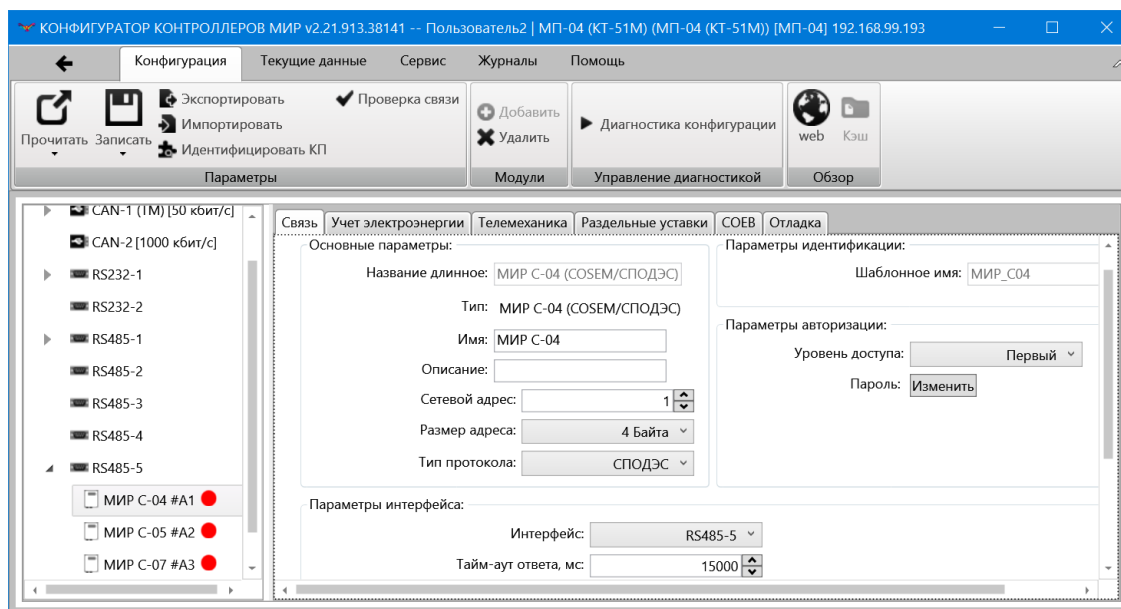 КОНФИГУРАТОР КОНТРОЛЛЕРОВ МИР v2.21.913.38141 -- Пользователь2 | МП-04 (КТ-51М) (МП-04 (КТ-51М)) [МП-04] 192.168.99.193
Конфигурация Текущие данные Сервис Журналы Помощь
Прочитать Записать
Экспортировать
Импортировать
Идентифицировать КП
Проверка связи
Параметры
Добавить
Удалить
Модули
Диагностика конфигурации
Управление диагностикой
web Кэш
Обзор
CAN-1 (ТМ) [50 кбит/с]
CAN-2 [1000 кбит/с]
RS232-1
RS232-2
RS485-1
RS485-2
RS485-3
RS485-4
RS485-5
МИР С-04 #A1
МИР С-05 #A2
МИР С-07 #A3
Связь Учет электроэнергии Телемеханика Раздельные уставки СОЕВ Отладка
Основные параметры:
Название длинное: МИР С-04 (COSEM/СПОДЭС)
Тип: МИР С-04 (COSEM/СПОДЭС)
Имя: МИР С-04
Описание:
Сетевой адрес: 1
Размер адреса: 4 Байта
Тип протокола: СПОДЭС
Параметры идентификации:
Шаблонное имя: МИР_С04
Параметры авторизации:
Уровень доступа: Первый
Пароль: Изменить
Параметры интерфейса:
Интерфейс: RS485-5
Тайм-аут ответа, мс: 15000